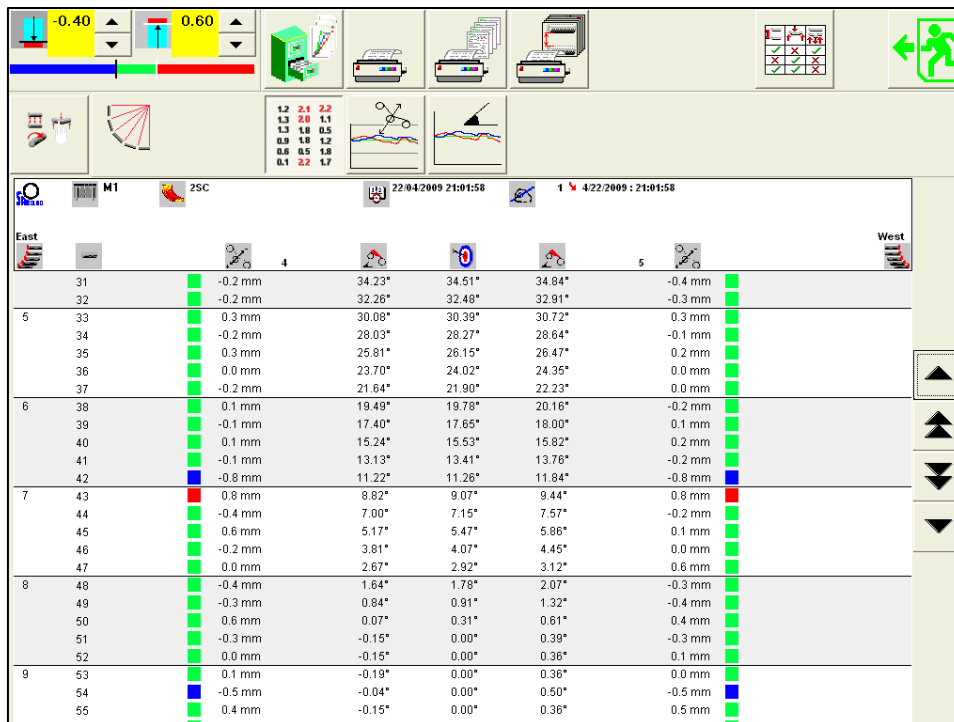 -0.40 0.60
1.2 2.1 2.2
1.3 2.0 1.1
1.3 1.8 0.5
0.9 1.8 1.2
0.6 0.5 1.8
0.1 2.2 1.7
M1 2SC 22/04/2009 21:01:58 1 4/22/2009 : 21:01:58
East West
4 5
31 -0.2 mm 34.23° 34.51° 34.84° -0.4 mm
32 -0.2 mm 32.26° 32.48° 32.91° -0.3 mm
5 33 0.3 mm 30.08° 30.39° 30.72° 0.3 mm
34 -0.2 mm 28.03° 28.27° 28.64° -0.1 mm
35 0.3 mm 25.81° 26.15° 26.47° 0.2 mm
36 0.0 mm 23.70° 24.02° 24.35° 0.0 mm
37 -0.2 mm 21.64° 21.90° 22.23° 0.0 mm
6 38 0.1 mm 19.49° 19.78° 20.16° -0.2 mm
39 -0.1 mm 17.40° 17.65° 18.00° 0.1 mm
40 0.1 mm 15.24° 15.53° 15.82° 0.2 mm
41 -0.1 mm 13.13° 13.41° 13.76° -0.2 mm
42 -0.8 mm 11.22° 11.26° 11.84° -0.8 mm
7 43 0.8 mm 8.82° 9.07° 9.44° 0.8 mm
44 -0.4 mm 7.00° 7.15° 7.57° -0.2 mm
45 0.6 mm 5.17° 5.47° 5.86° 0.1 mm
46 -0.2 mm 3.81° 4.07° 4.45° 0.0 mm
47 0.0 mm 2.67° 2.92° 3.12° 0.6 mm
8 48 -0.4 mm 1.64° 1.78° 2.07° -0.3 mm
49 -0.3 mm 0.84° 0.91° 1.32° -0.4 mm
50 0.6 mm 0.07° 0.31° 0.61° 0.4 mm
51 -0.3 mm -0.15° 0.00° 0.39° -0.3 mm
52 0.0 mm -0.15° 0.00° 0.36° 0.1 mm
9 53 0.1 mm -0.19° 0.00° 0.36° 0.0 mm
54 -0.5 mm -0.04° 0.00° 0.50° -0.5 mm
55 0.4 mm -0.15° 0.00° 0.36° 0.5 mm